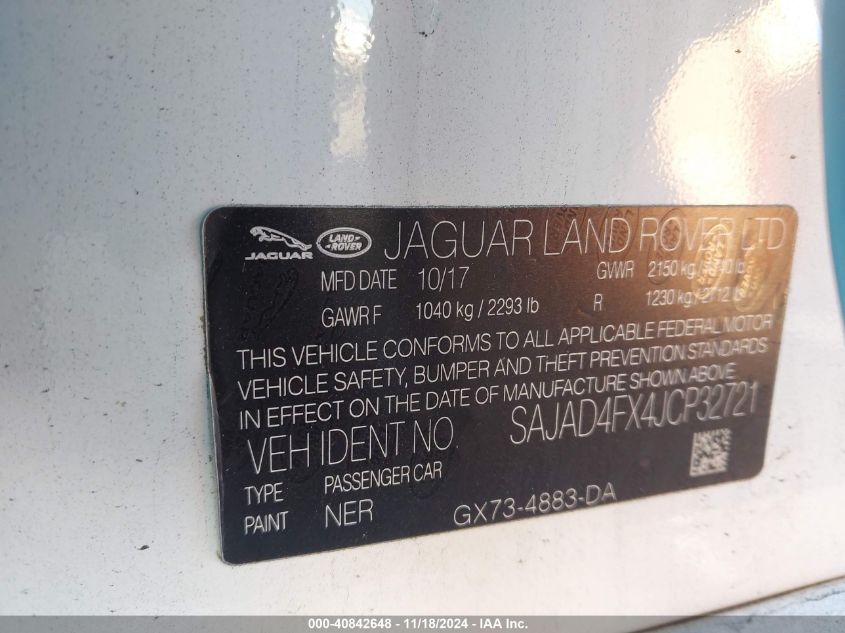 JAGUAR LAND ROVER JAGUAR LAND ROVER LTD
MFD DATE 10/17 GVWR 2150 kg / lb
GAWR F 1040 kg / 2293 lb R 1230 kg / 2712 lb
THIS VEHICLE CONFORMS TO ALL APPLICABLE FEDERAL MOTOR
VEHICLE SAFETY, BUMPER AND THEFT PREVENTION STANDARDS
IN EFFECT ON THE DATE OF MANUFACTURE SHOWN ABOVE
VEH IDENT NO. SAJAD4FX4JCP32721
TYPE PASSENGER CAR
PAINT NER GX73-4883-DA
000-40842648 - 11/18/2024 - IAA Inc.